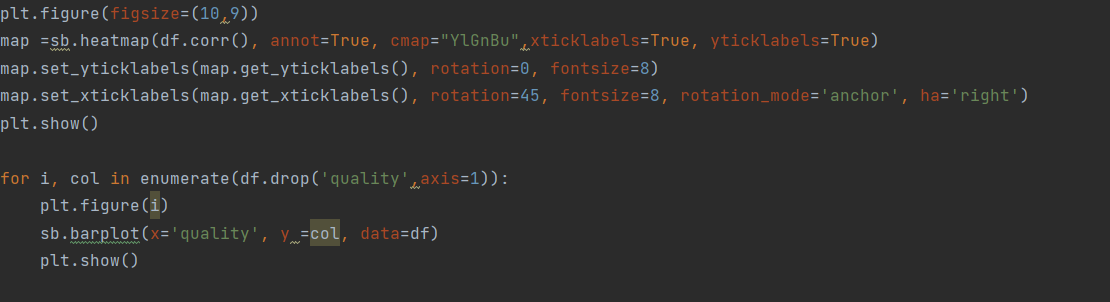 plt.figure(figsize=(10,9))
map =sb.heatmap(df.corr(), annot=True, cmap="YlGnBu",xticklabels=True, yticklabels=True)
map.set_yticklabels(map.get_yticklabels(), rotation=0, fontsize=8)
map.set_xticklabels(map.get_xticklabels(), rotation=45, fontsize=8, rotation_mode='anchor', ha='right')
plt.show()

for i, col in enumerate(df.drop('quality',axis=1)):
    plt.figure(i)
    sb.barplot(x='quality', y =col, data=df)
    plt.show()